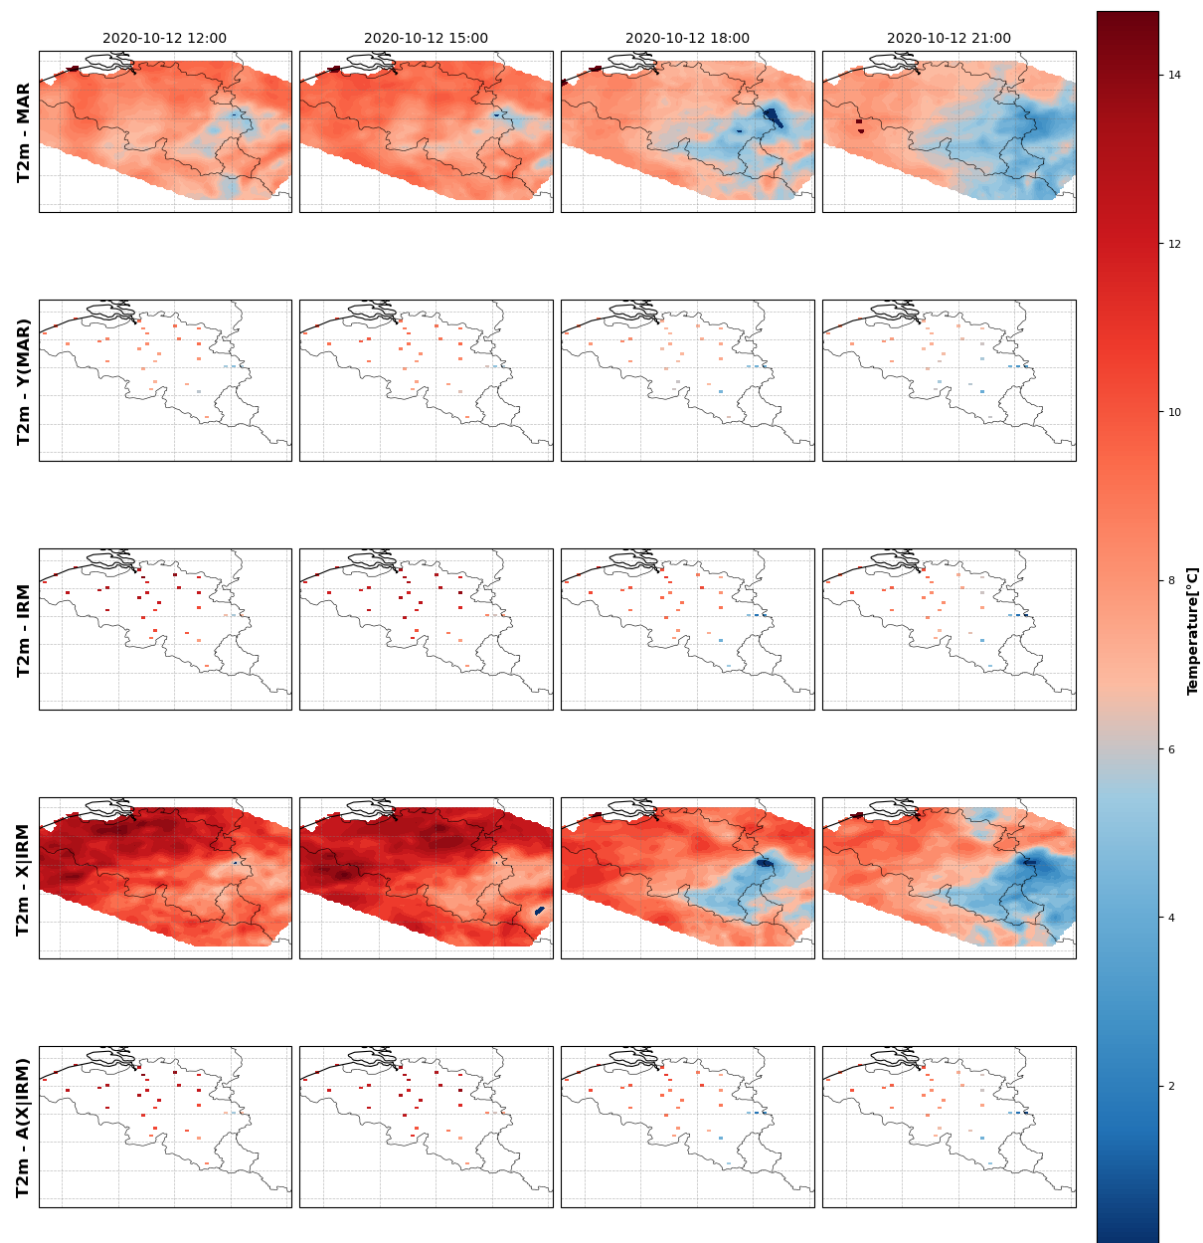 2020-10-12 12:00
2020-10-12 15:00
2020-10-12 18:00
2020-10-12 21:00
T2m - MAR
T2m - Y(MAR)
T2m - IRM
T2m - X|IRM
T2m - A(X|IRM)
14
12
10
8
6
4
2
Temperature[°C]